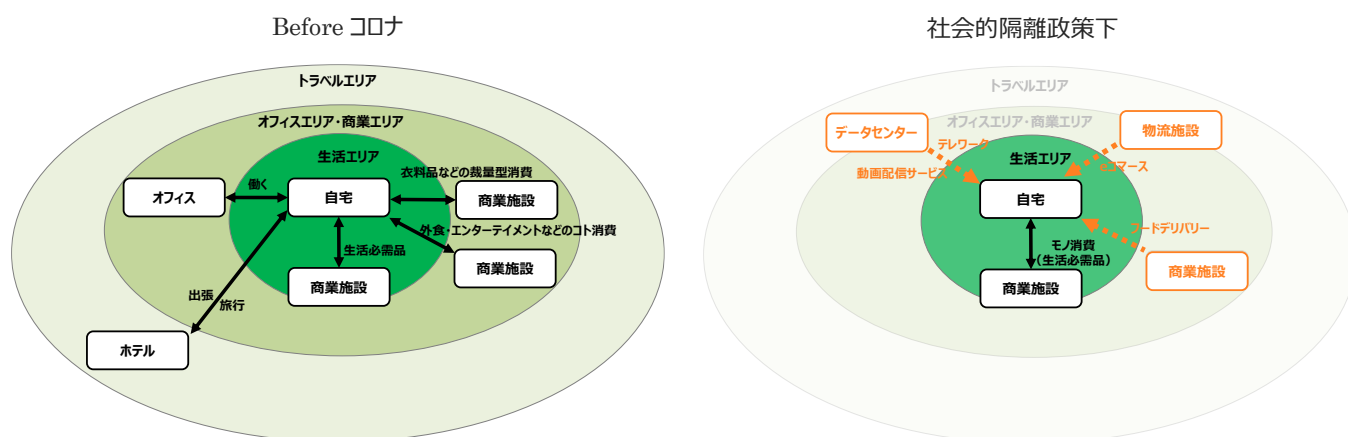 Before コロナ
トラベルエリア
オフィスエリア・商業エリア
生活エリア
衣料品などの裁量型消費
働く
オフィス
自宅
商業施設
外食・エンターテイメントなどのコト消費
生活必需品
商業施設
商業施設
出張
旅行
ホテル
社会的隔離政策下
トラベルエリア
オフィスエリア・商業エリア
データセンター
物流施設
テレワーク
生活エリア
動画配信サービス
eコマース
自宅
フードデリバリー
モノ消費
（生活必需品）
商業施設
商業施設